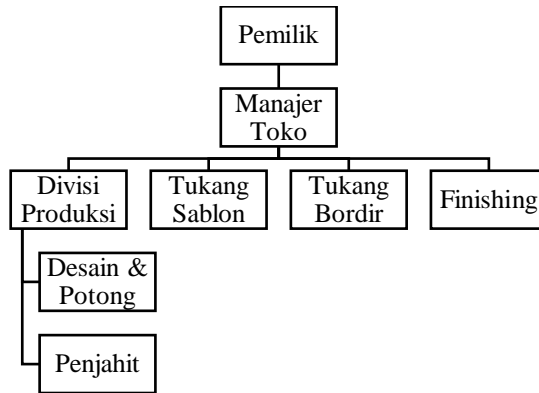 Pemilik
Manajer
Toko
Divisi
Produksi
Tukang
Sablon
Tukang
Bordir
Finishing
Desain &
Potong
Penjahit